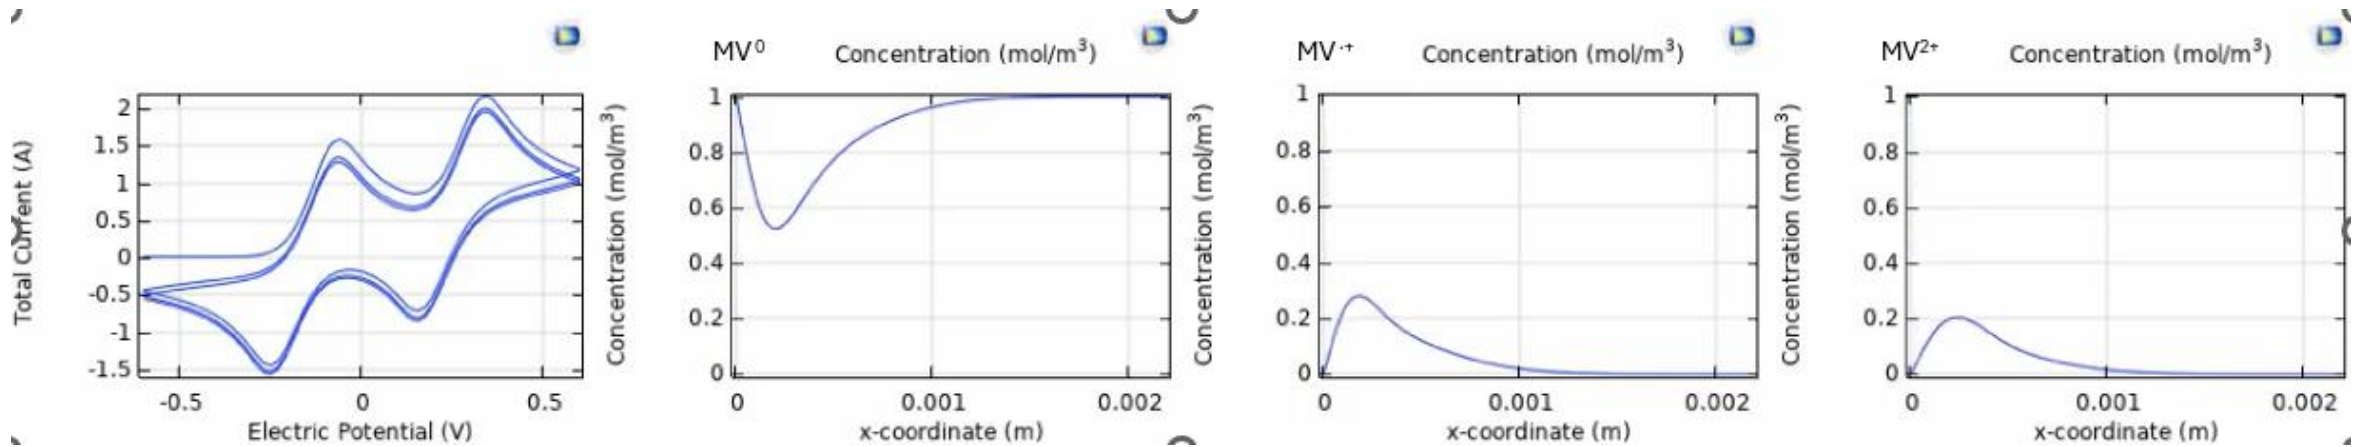 Total Current (A)
2
1.5
1
0.5
0
-0.5
-1
-1.5
-0.5
0
0.5
Electric Potential (V)
MV⁰
Concentration (mol/m³)
Concentration (mol/m³)
1
0.8
0.6
0.4
0.2
0
0
0.001
0.002
x-coordinate (m)
MV·⁺
Concentration (mol/m³)
Concentration (mol/m³)
1
0.8
0.6
0.4
0.2
0
0
0.001
0.002
x-coordinate (m)
MV²⁺
Concentration (mol/m³)
Concentration (mol/m³)
1
0.8
0.6
0.4
0.2
0
0
0.001
0.002
x-coordinate (m)